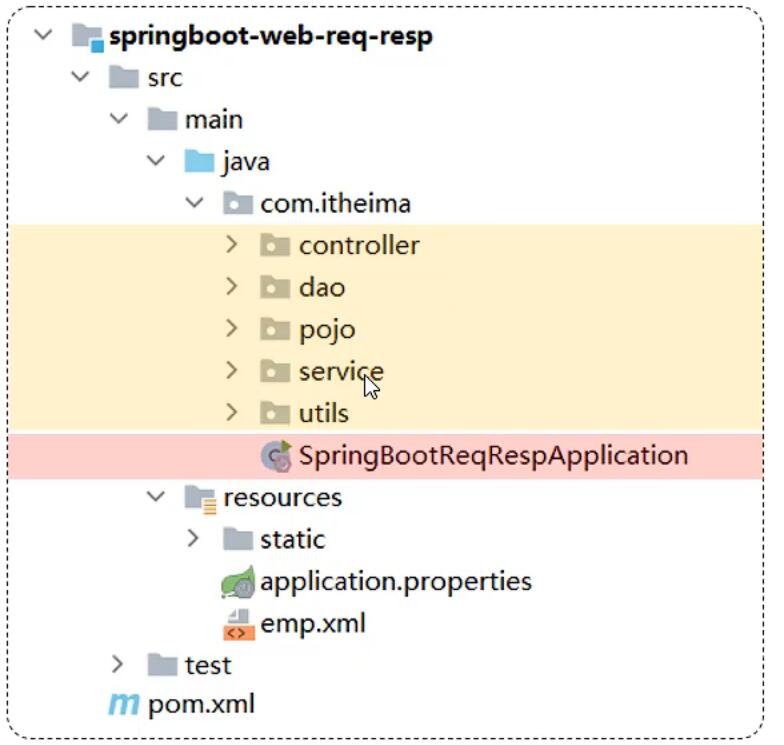 springboot-web-req-resp
src
main
java
com.itheima
controller
dao
pojo
service
utils
SpringBootReqRespApplication
resources
static
application.properties
emp.xml
test
pom.xml